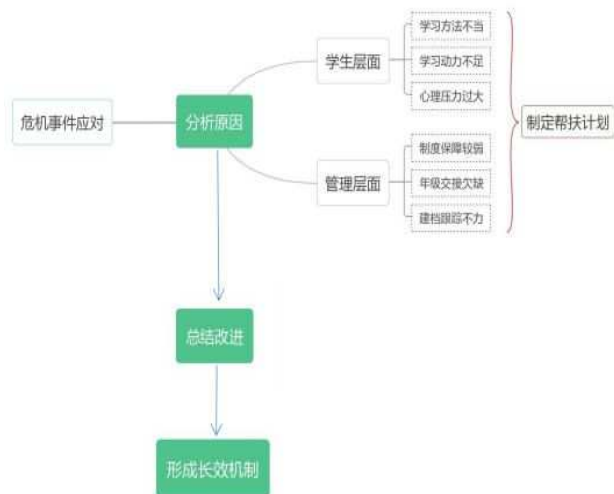 危机事件应对
分析原因
学生层面
学习方法不当
学习动力不足
心理压力过大
管理层面
制度保障较弱
年级交接欠缺
建档跟踪不力
制定帮扶计划
总结改进
形成长效机制